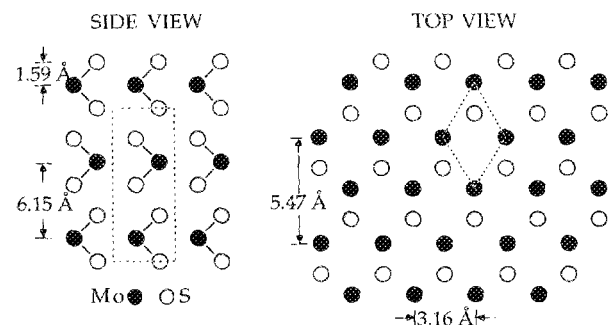 SIDE VIEW
TOP VIEW
1.59 Å
6.15 Å
5.47 Å
Mo S
3.16 Å